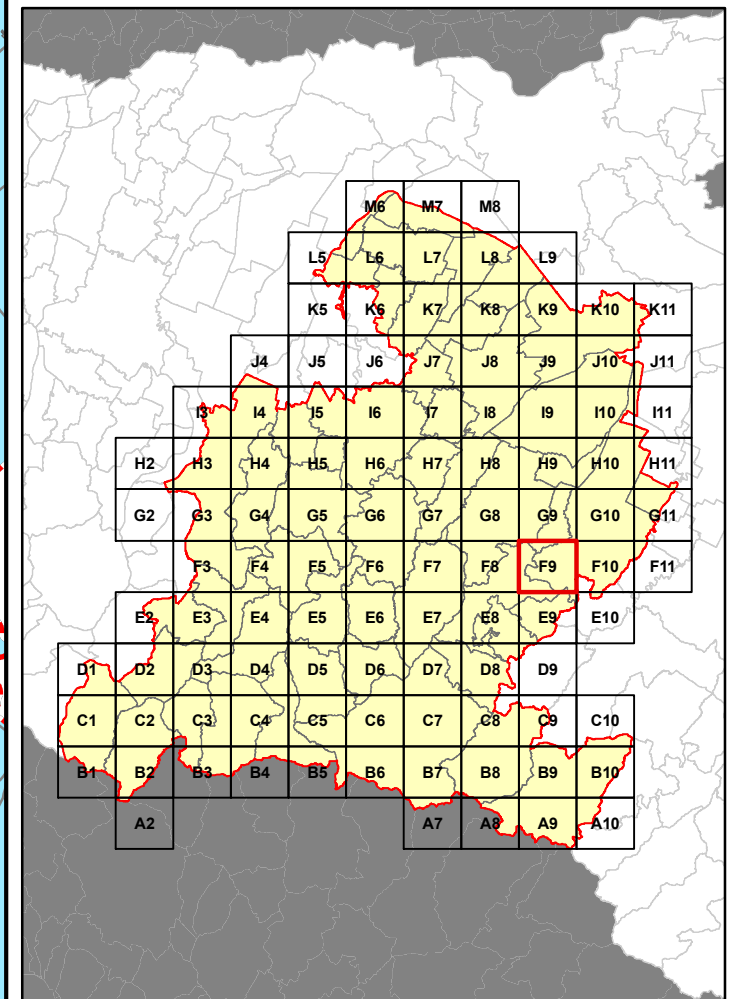 M6 M7 M8
L5 L6 L7 L8 L9
K5 K6 K7 K8 K9 K10 K11
J4 J5 J6 J7 J8 J9 J10 J11
I3 I4 I5 I6 I7 I8 I9 I10 I11
H2 H3 H4 H5 H6 H7 H8 H9 H10 H11
G2 G3 G4 G5 G6 G7 G8 G9 G10 G11
F3 F4 F5 F6 F7 F8 F9 F10 F11
E2 E3 E4 E5 E6 E7 E8 E9 E10
D1 D2 D3 D4 D5 D6 D7 D8 D9
C1 C2 C3 C4 C5 C6 C7 C8 C9 C10
B1 B2 B3 B4 B5 B6 B7 B8 B9 B10
A2 A7 A8 A9 A10